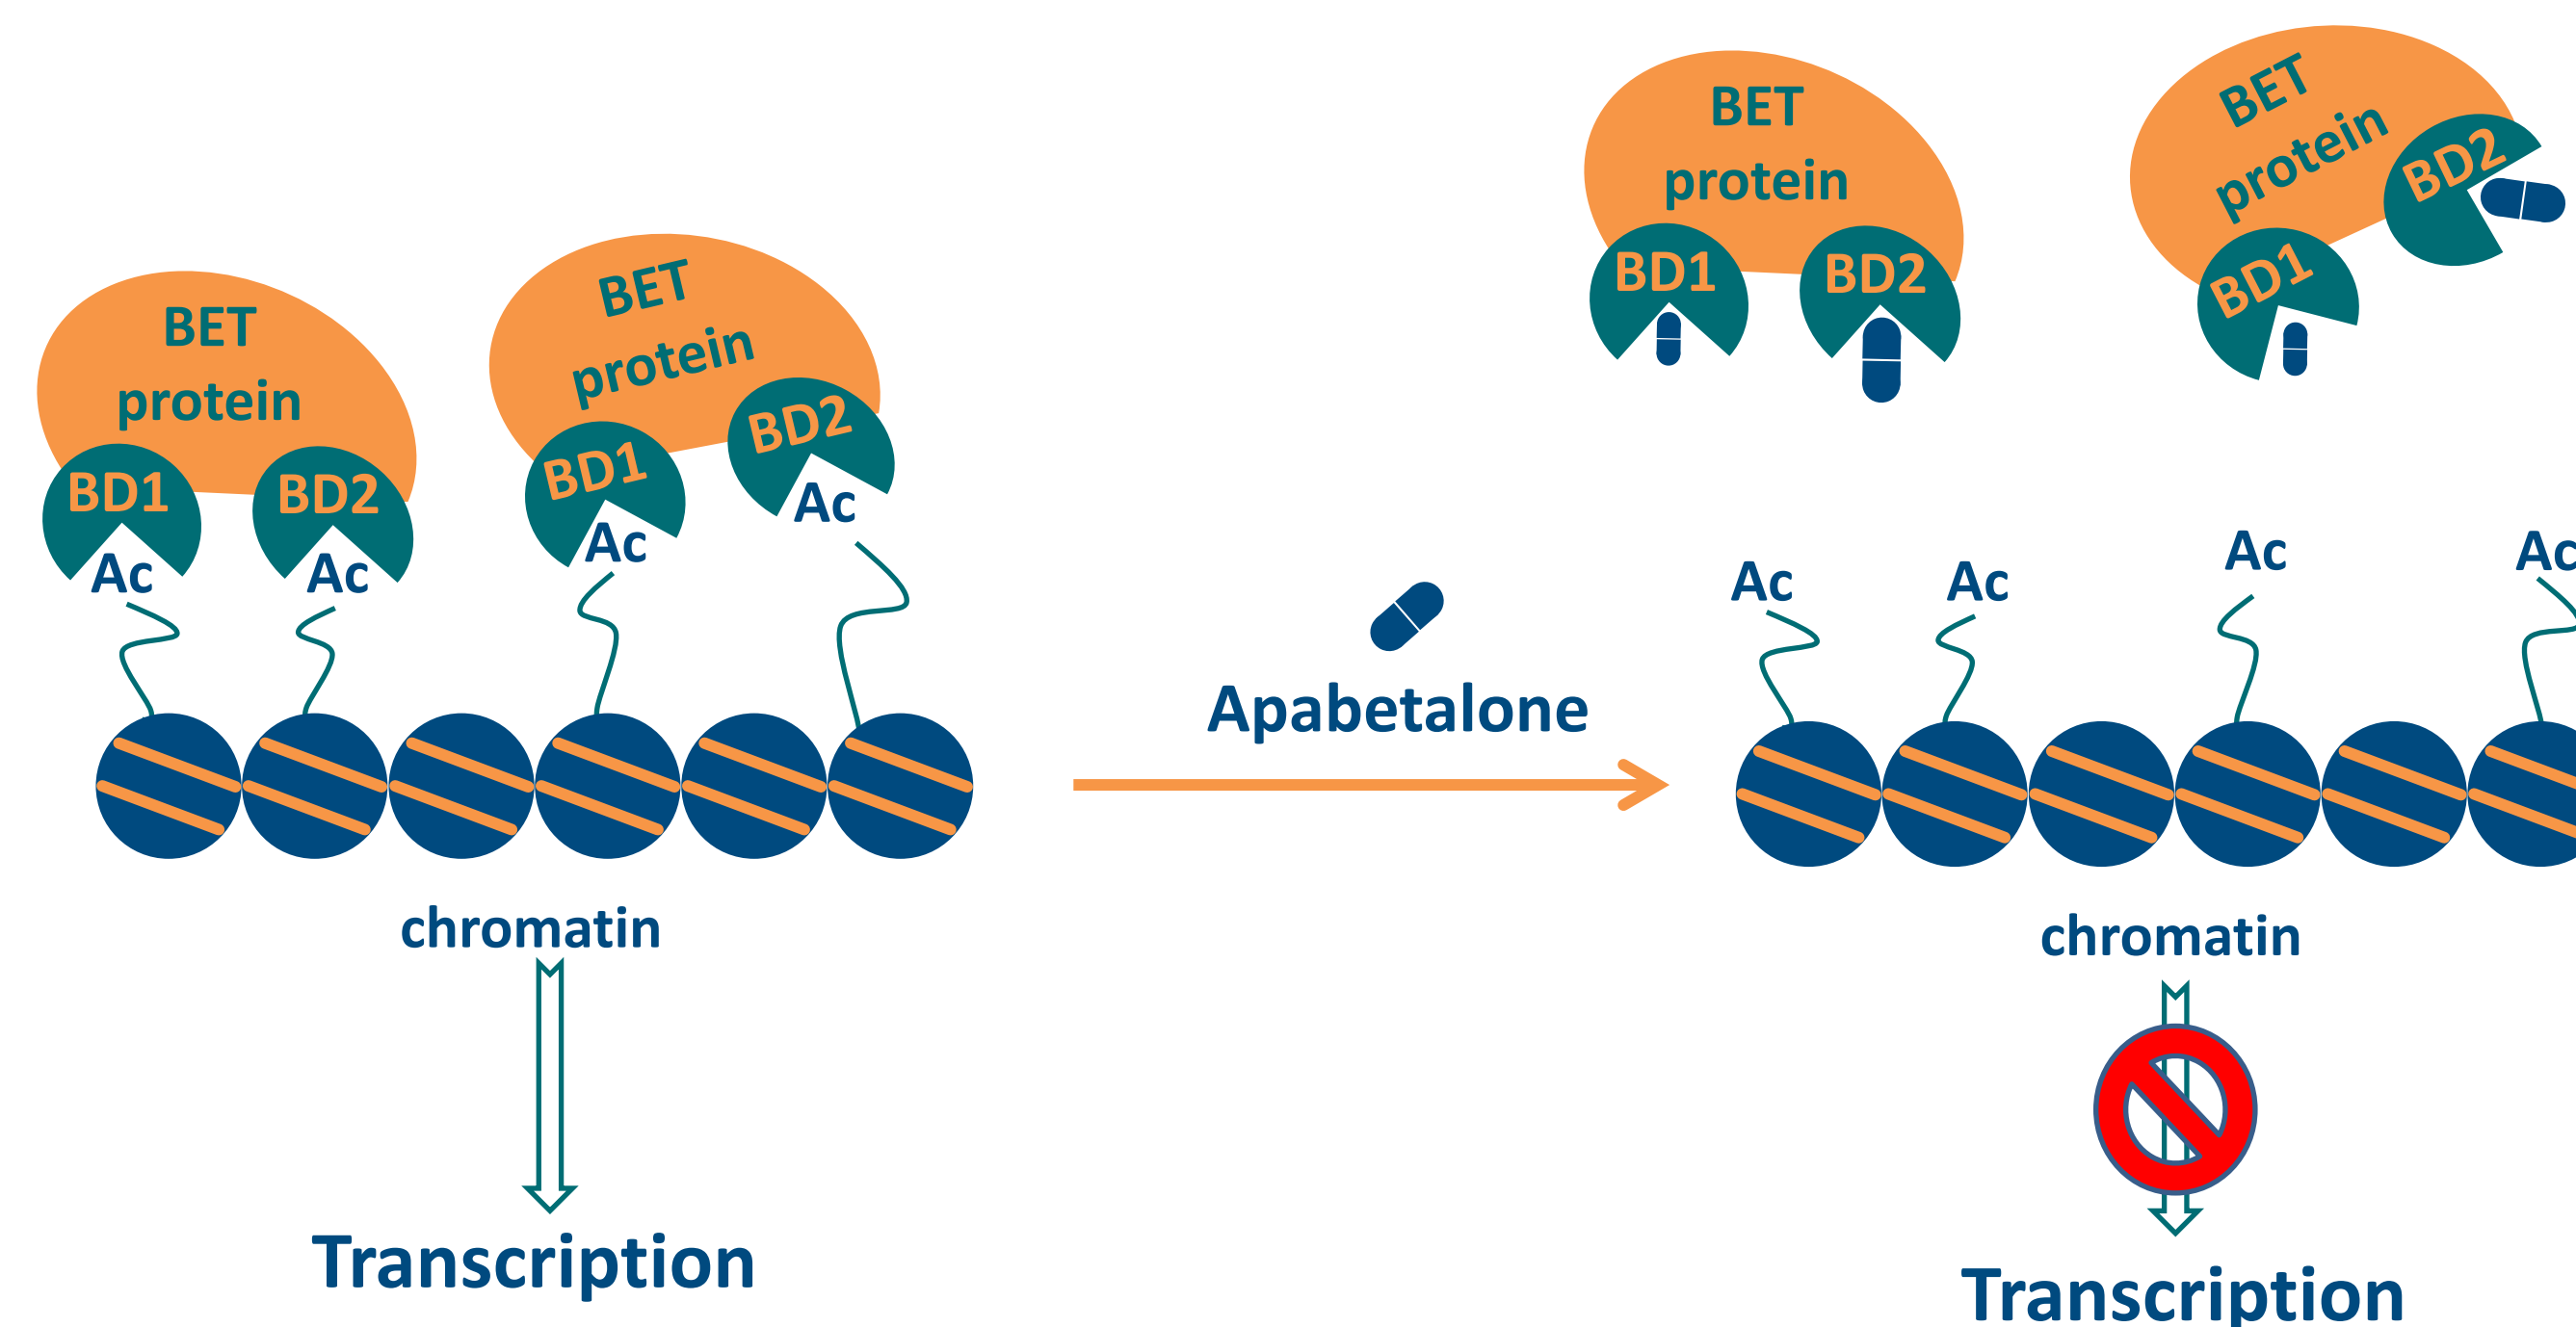 BET
protein
BD1
BD2
Ac
Ac
BET
protein
BD1
BD2
Ac
Ac
chromatin
Transcription
Apabetalone
BET
protein
BD1
BD2
BET
protein
BD1
BD2
Ac
Ac
Ac
Ac
chromatin
Transcription